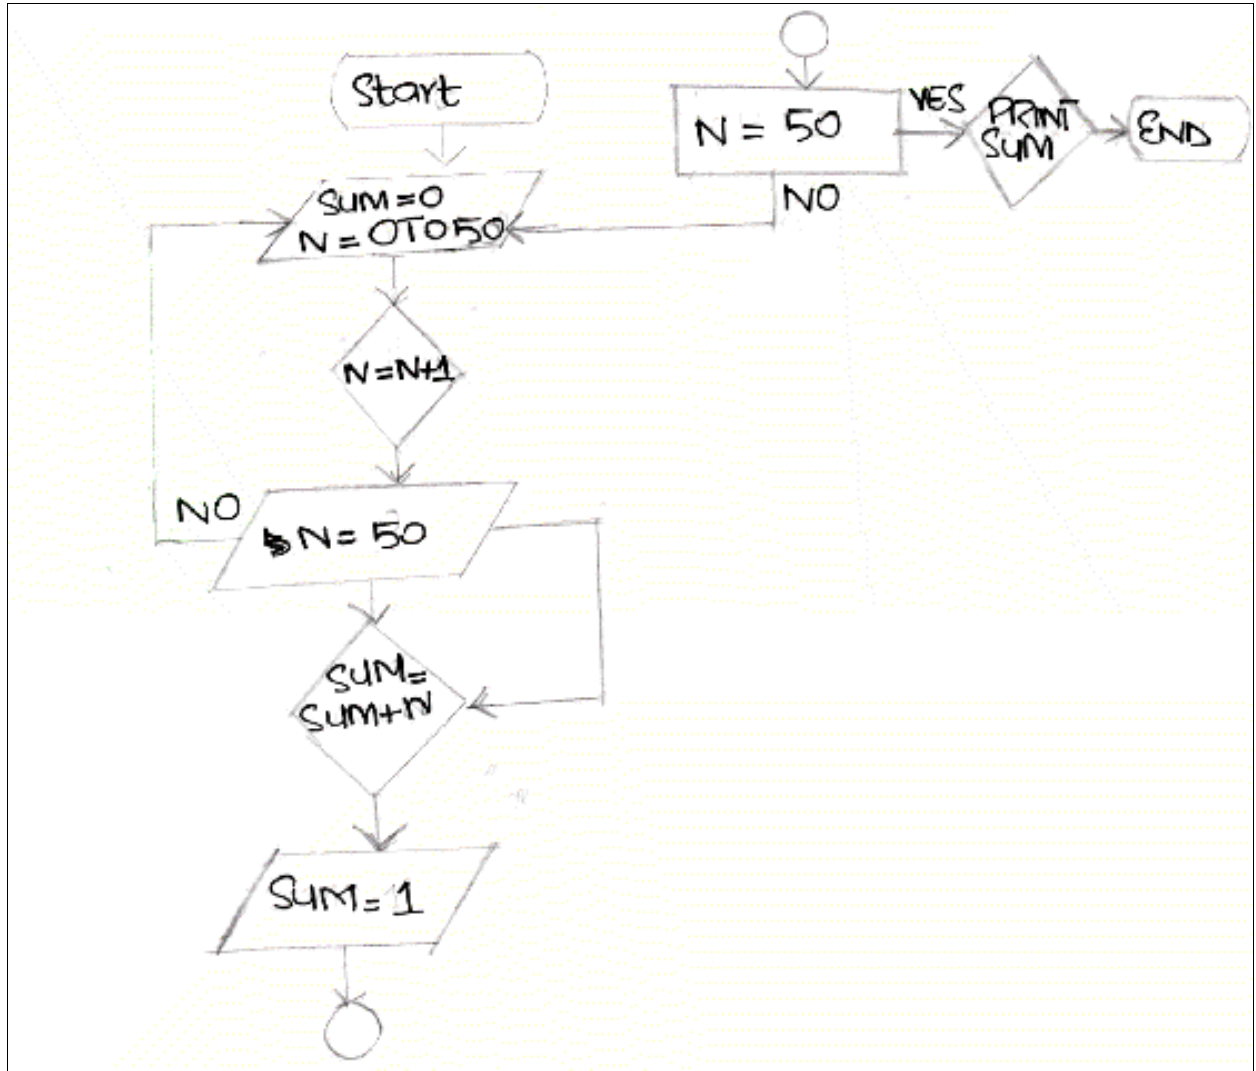 Start
SUM=0
N=0TO50
N=N+1
NO
N=50
SUM=
SUM+N
SUM=1
N=50
YES
NO
PRINT
SUM
END